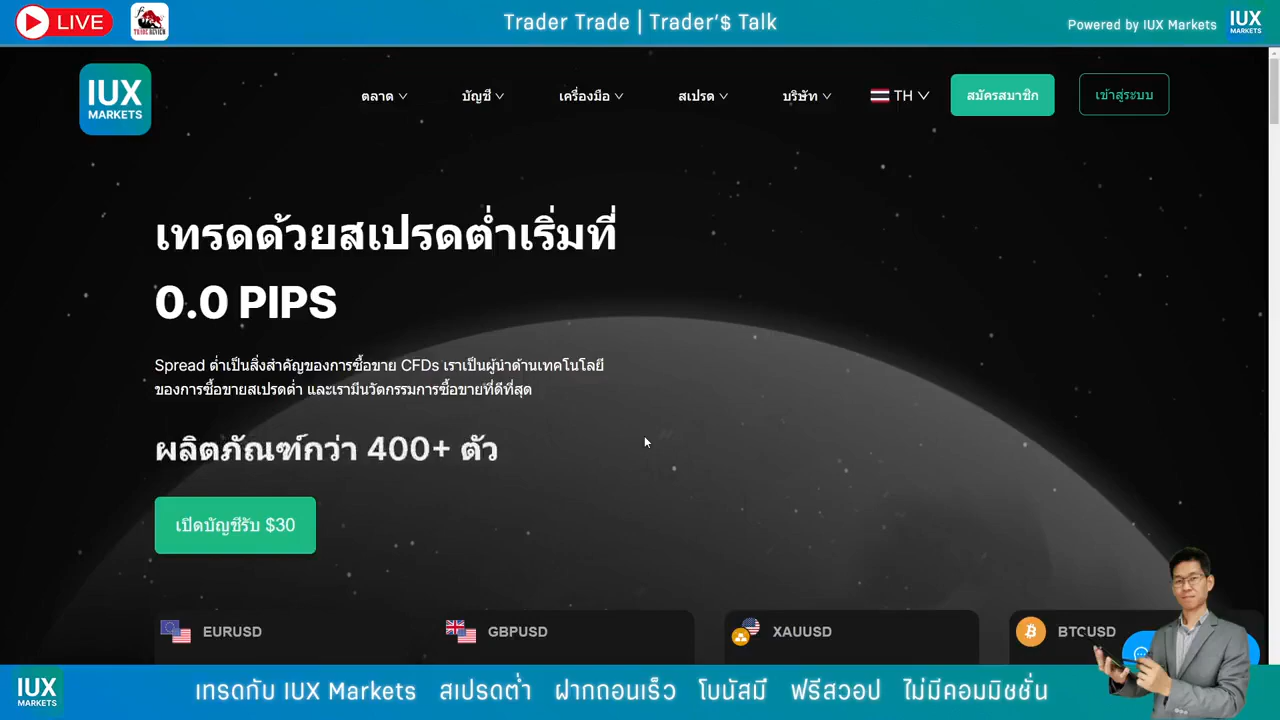 LIVE
TRADE REVIEW
Trader Trade | Trader'$ Talk
Powered by IUX Markets
IUX
MARKETS
IUX
MARKETS
ตลาด
บัญชี
เครื่องมือ
สเปรด
บริษัท
TH
สมัครสมาชิก
เข้าสู่ระบบ
เทรดด้วยสเปรดต่ำเริ่มที่
0.0 PIPS
Spread ต่ำเป็นสิ่งสำคัญของการซื้อขาย CFDs เราเป็นผู้นำด้านเทคโนโลยี
ของการซื้อขายสเปรดต่ำ และเรามีนวัตกรรมการซื้อขายที่ดีที่สุด
ผลิตภัณฑ์กว่า 400+ ตัว
เปิดบัญชีรับ $30
EURUSD
GBPUSD
XAUUSD
BTCUSD
IUX
MARKETS
เทรดกับ IUX Markets สเปรดต่ำ ฝากถอนเร็ว โบนัสมี ฟรีสวอป ไม่มีคอมมิชชั่น